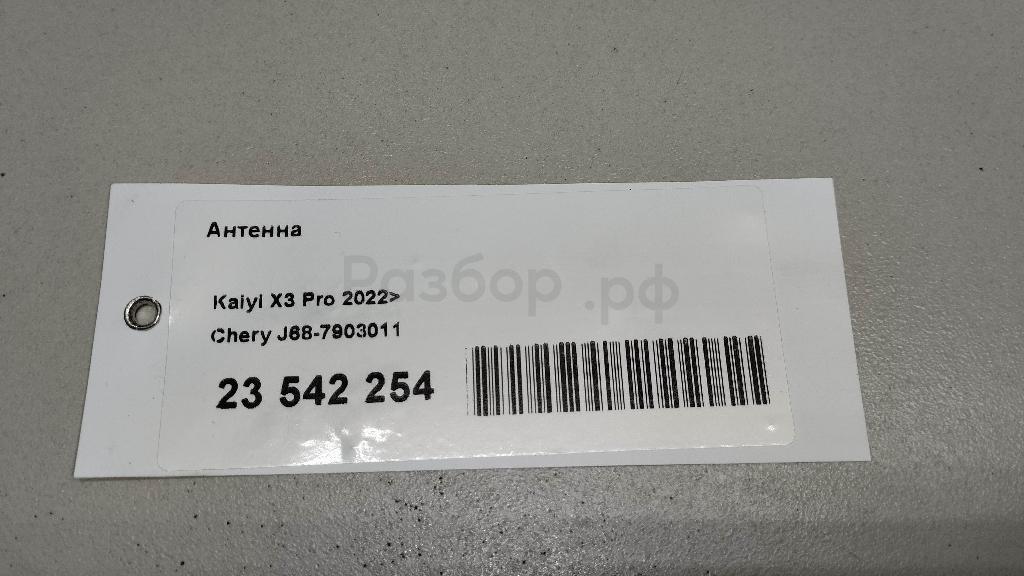 Антенна
Разбор.рф
Kaiyi X3 Pro 2022>
Chery J68-7903011
23 542 254